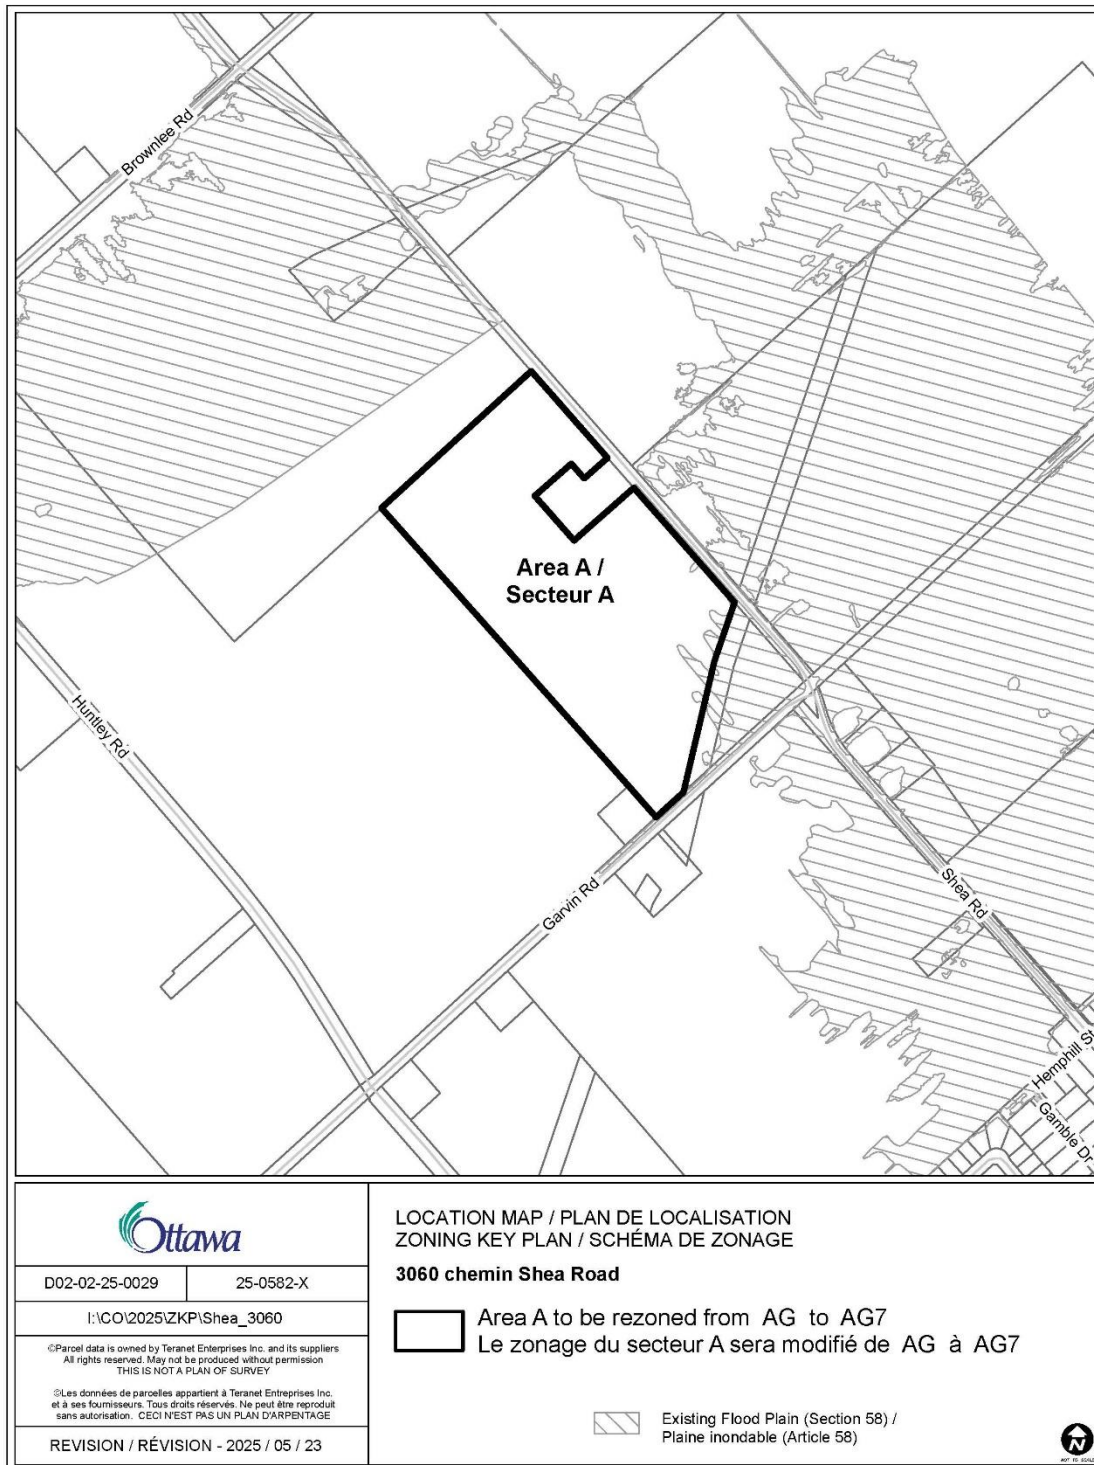 Brownlee Rd
Area A /
Secteur A
Huntley Rd
Garvin Rd
Shea Rd
Hemphill St
Gamble Dr
Ottawa
D02-02-25-0029
25-0582-X
I:\CO\2025\ZKP\Shea_3060
©Parcel data is owned by Teranet Enterprises Inc. and its suppliers
All rights reserved. May not be produced without permission
THIS IS NOT A PLAN OF SURVEY
©Les données de parcelles appartient à Teranet Entreprises Inc.
et à ses fournisseurs. Tous droits réservés. Ne peut être reproduit
sans autorisation. CECI N'EST PAS UN PLAN D'ARPENTAGE
REVISION / RÉVISION - 2025 / 05 / 23
LOCATION MAP / PLAN DE LOCALISATION
ZONING KEY PLAN / SCHÉMA DE ZONAGE
3060 chemin Shea Road
Area A to be rezoned from AG to AG7
Le zonage du secteur A sera modifié de AG à AG7
Existing Flood Plain (Section 58) /
Plaine inondable (Article 58)
N
NOT TO SCALE